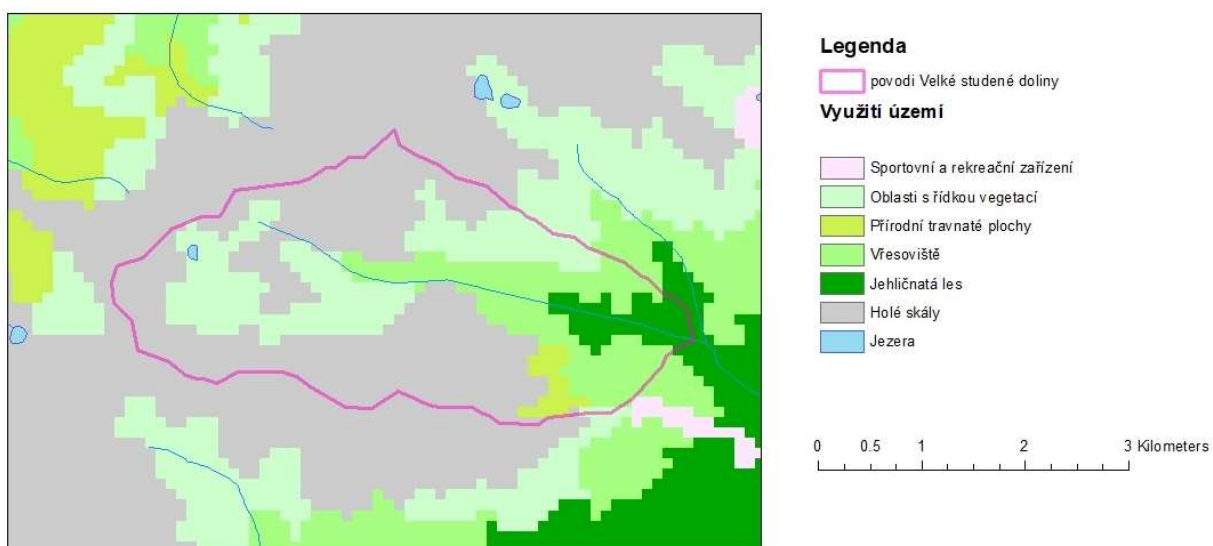 Legenda
povodi Velké studené doliny
Využití území
Sportovní a rekreační zařízení
Oblasti s řídkou vegetací
Přírodní travnaté plochy
Vřesoviště
Jehličnatá les
Holé skály
Jezera
0 0.5 1 2 3 Kilometers